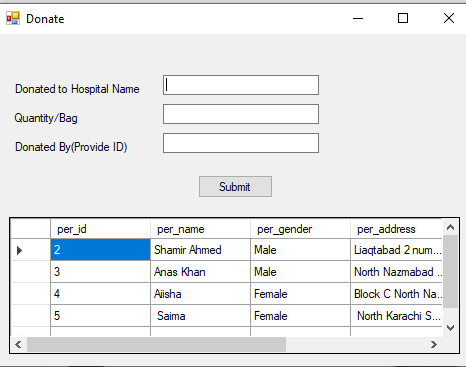 Donate
Donated to Hospital Name
Quantity/Bag
Donated By(Provide ID)
Submit
per_id per_name per_gender per_address
2 Shamir Ahmed Male Liaqtabad 2 num...
3 Anas Khan Male North Nazmabad ...
4 Aiisha Female Block C North Na...
5 Saima Female North Karachi S...